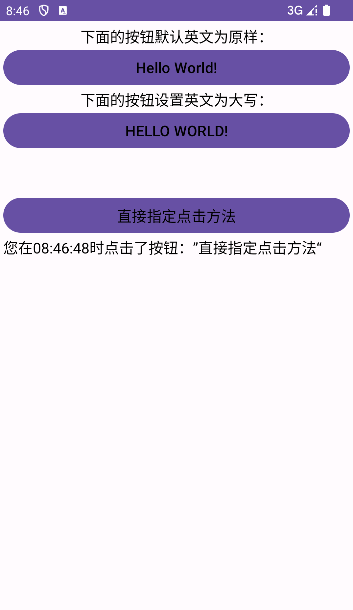 8:46 3G
下面的按钮默认英文为原样：
Hello World!
下面的按钮设置英文为大写：
HELLO WORLD!
直接指定点击方法
您在08:46:48时点击了按钮：“直接指定点击方法“